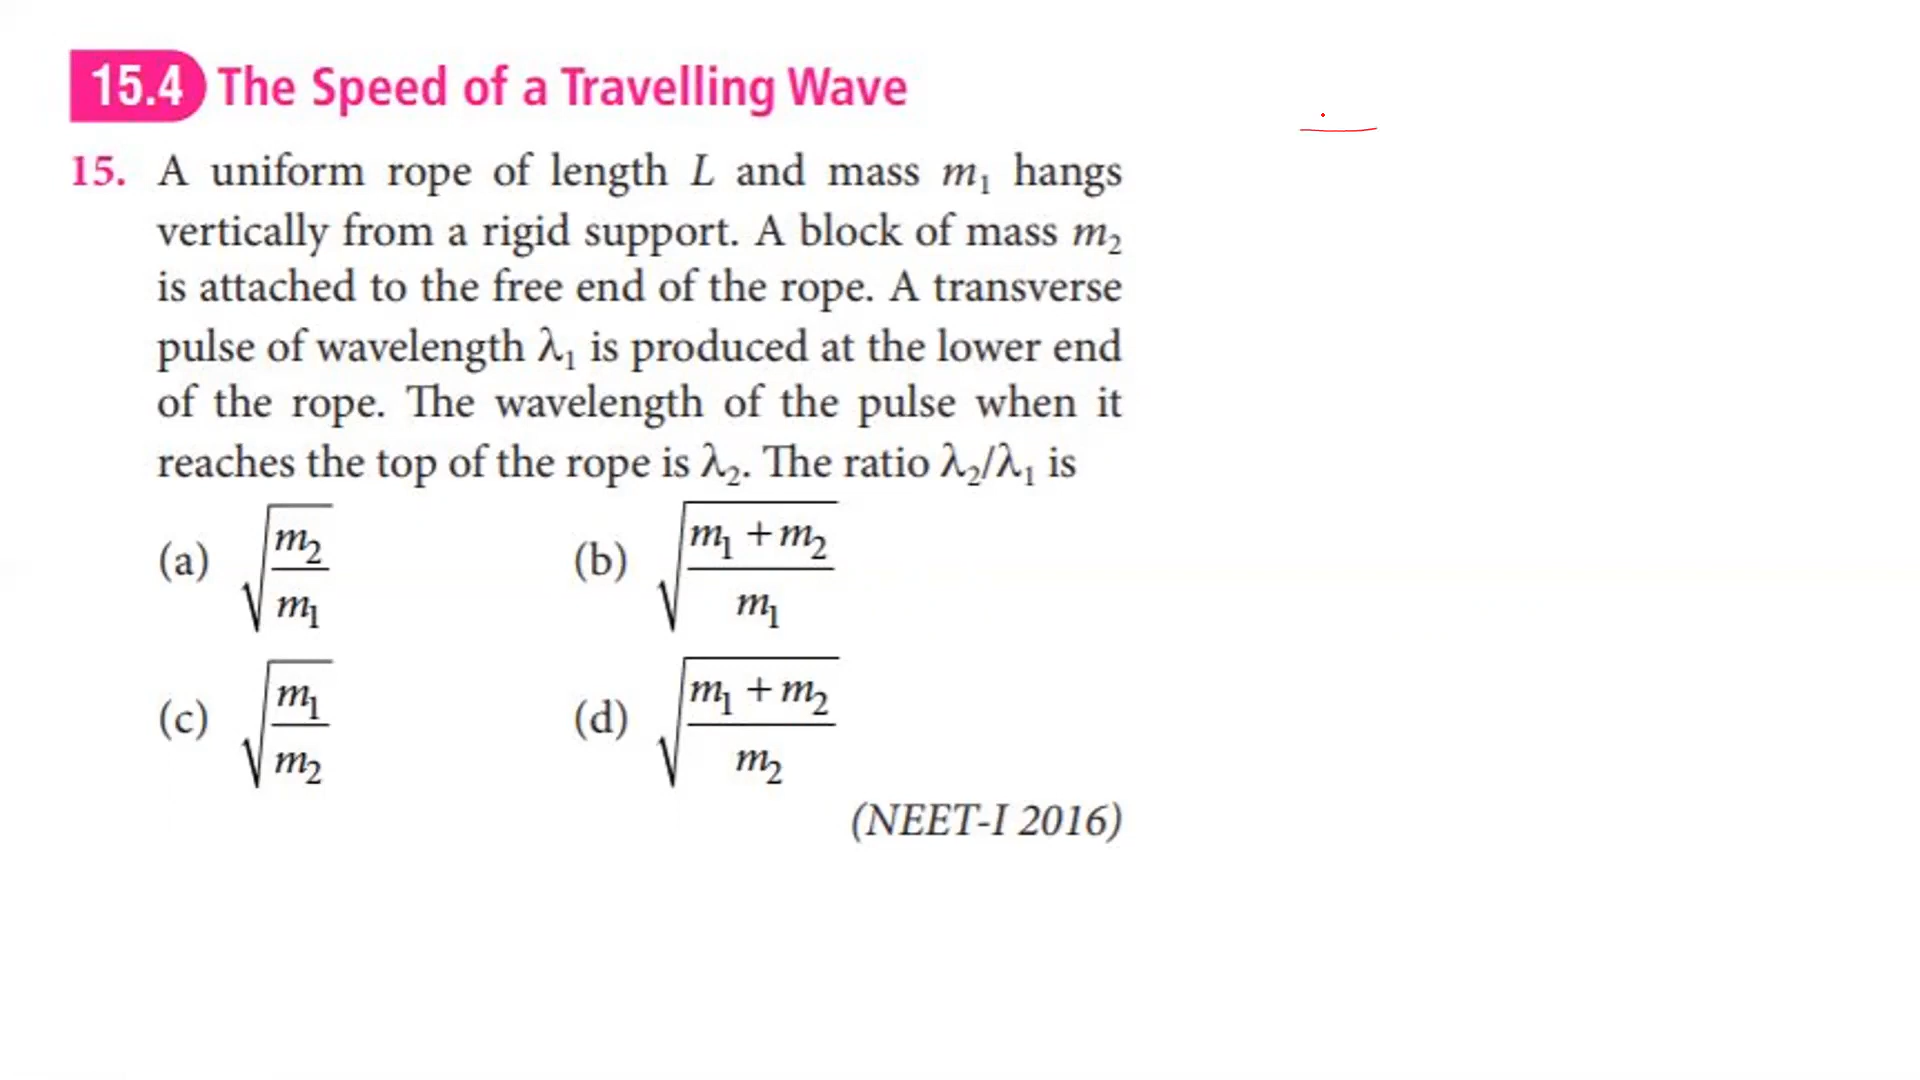 15.4 The Speed of a Travelling Wave
15. A uniform rope of length L and mass m₁ hangs
vertically from a rigid support. A block of mass m₂
is attached to the free end of the rope. A transverse
pulse of wavelength λ₁ is produced at the lower end
of the rope. The wavelength of the pulse when it
reaches the top of the rope is λ₂. The ratio λ₂/λ₁ is
(a) √(m₂/m₁) (b) √((m₁ + m₂)/m₁)
(c) √(m₁/m₂) (d) √((m₁ + m₂)/m₂)
(NEET-I 2016)